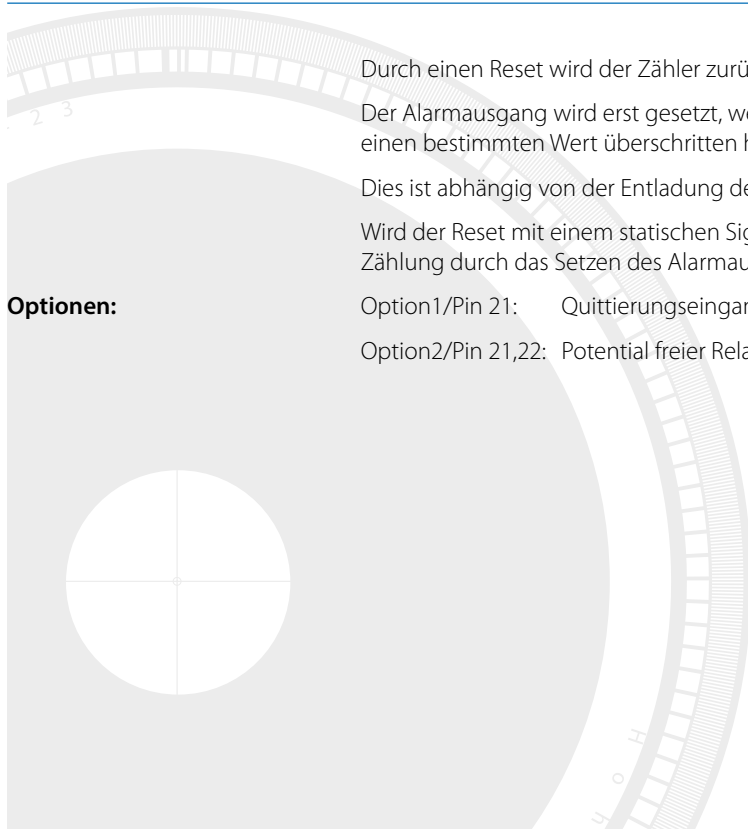 Durch einen Reset wird der Zähler
Der Alarmausgang wird erst gesetzt,
einen bestimmten Wert überschritten
Dies ist abhängig von der Entladung
Wird der Reset mit einem statischen
Zählung durch das Setzen des
Optionen: Option1/Pin 21:
Option2/Pin 21,22: Potential freier
2 3
H o h